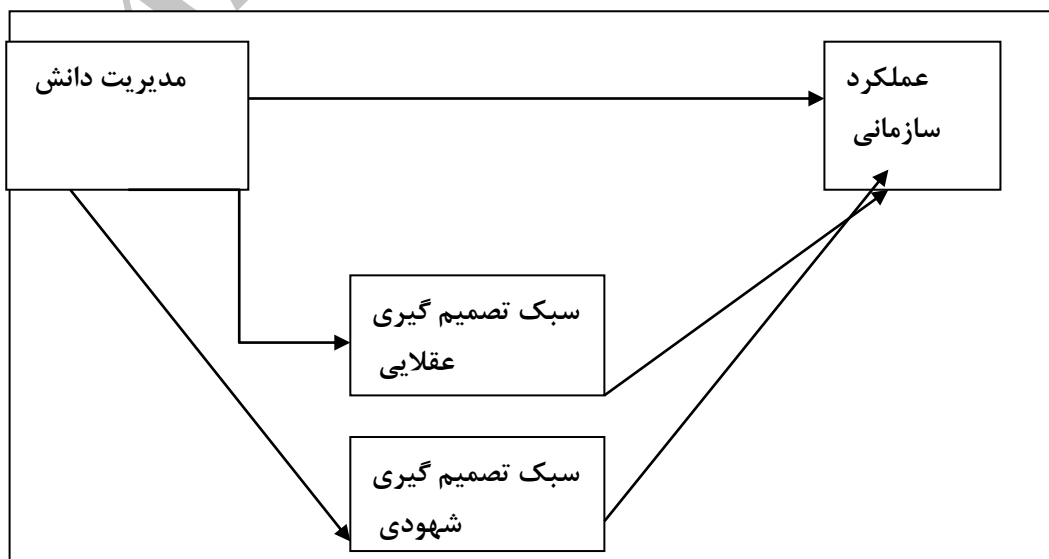 مدیریت دانش
عملکرد
سازمانی
سبک تصمیم گیری
عقلایی
سبک تصمیم گیری
شهودی